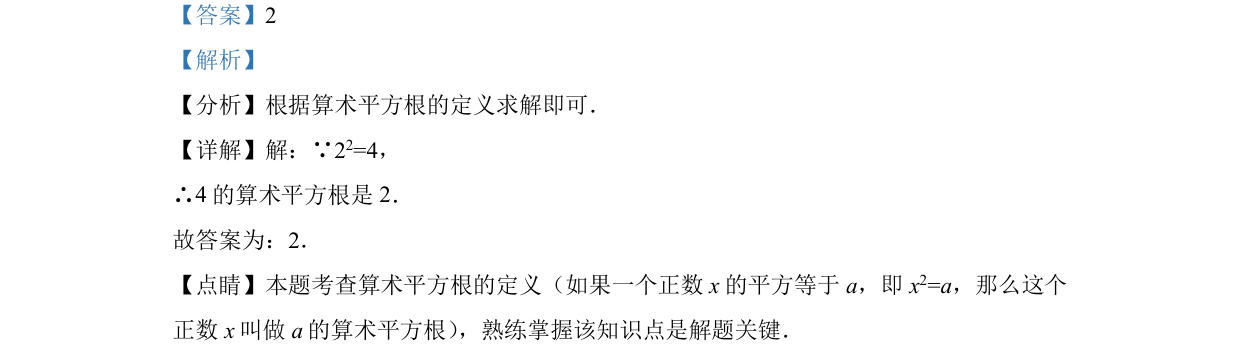 【答案】2
【解析】
【分析】根据算术平方根的定义求解即可．
【详解】解：∵2²=4，
∴4 的算术平方根是 2．
故答案为：2．
【点睛】本题考查算术平方根的定义（如果一个正数 x 的平方等于 a，即 x²=a，那么这个
正数 x 叫做 a 的算术平方根），熟练掌握该知识点是解题关键．